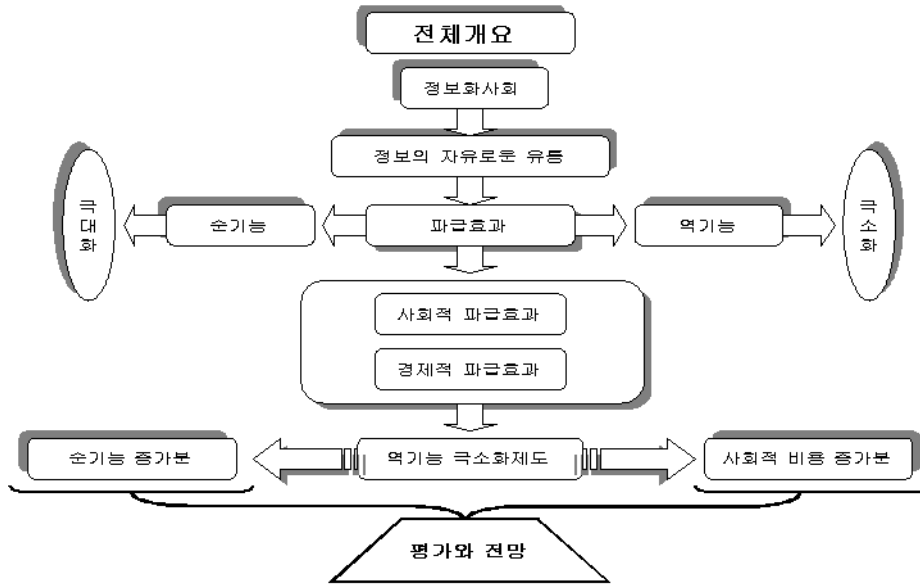 전체개요
정보화사회
정보의 자유로운 유통
극대화
순기능
파급효과
역기능
극소화
사회적 파급효과
경제적 파급효과
순기능 증가분
역기능 극소화제도
사회적 비용 증가분
평가와 전망